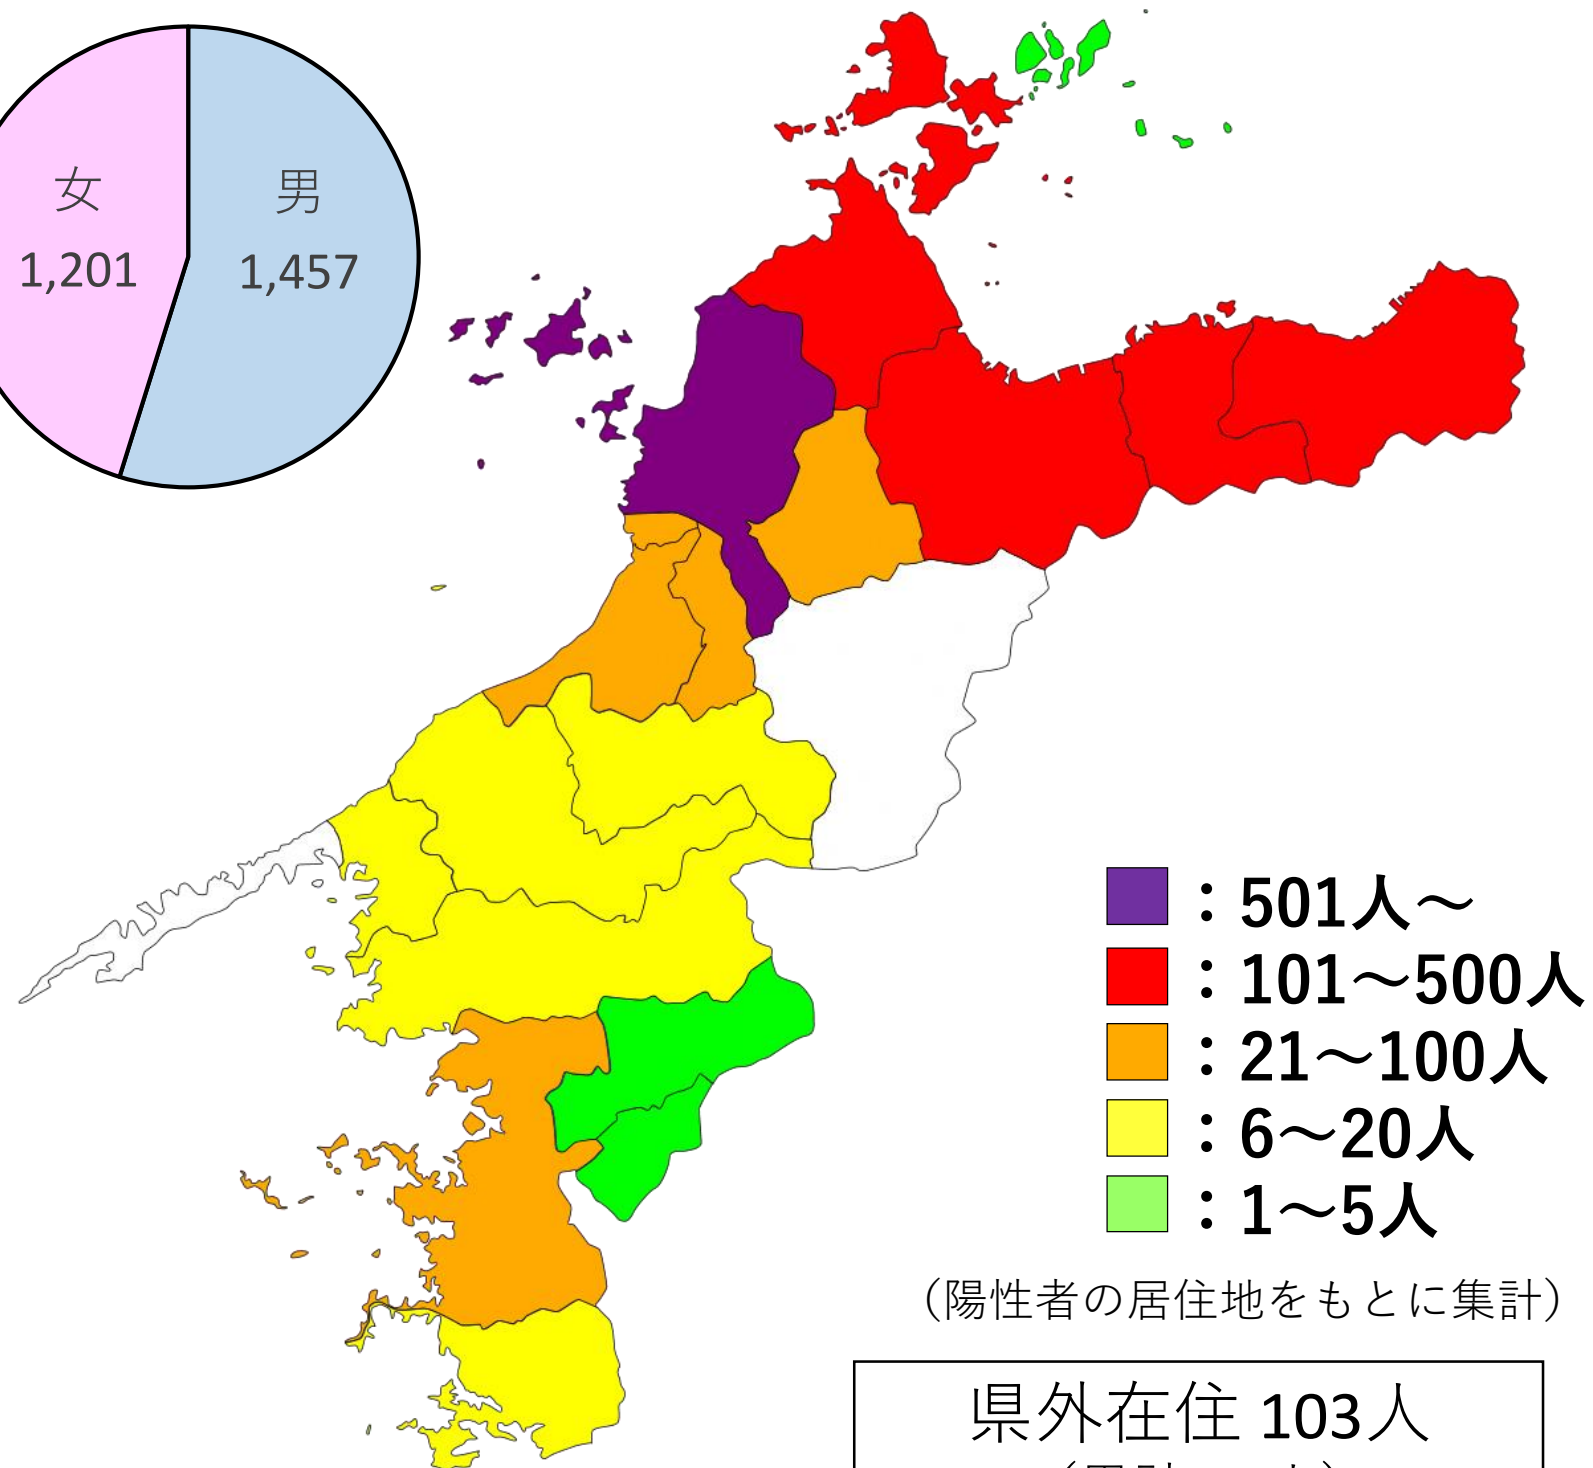 女
1,201
男
1,457
：501人～
：101～500人
：21～100人
：6～20人
：1～5人
（陽性者の居住地をもとに集計）
県外在住 103人